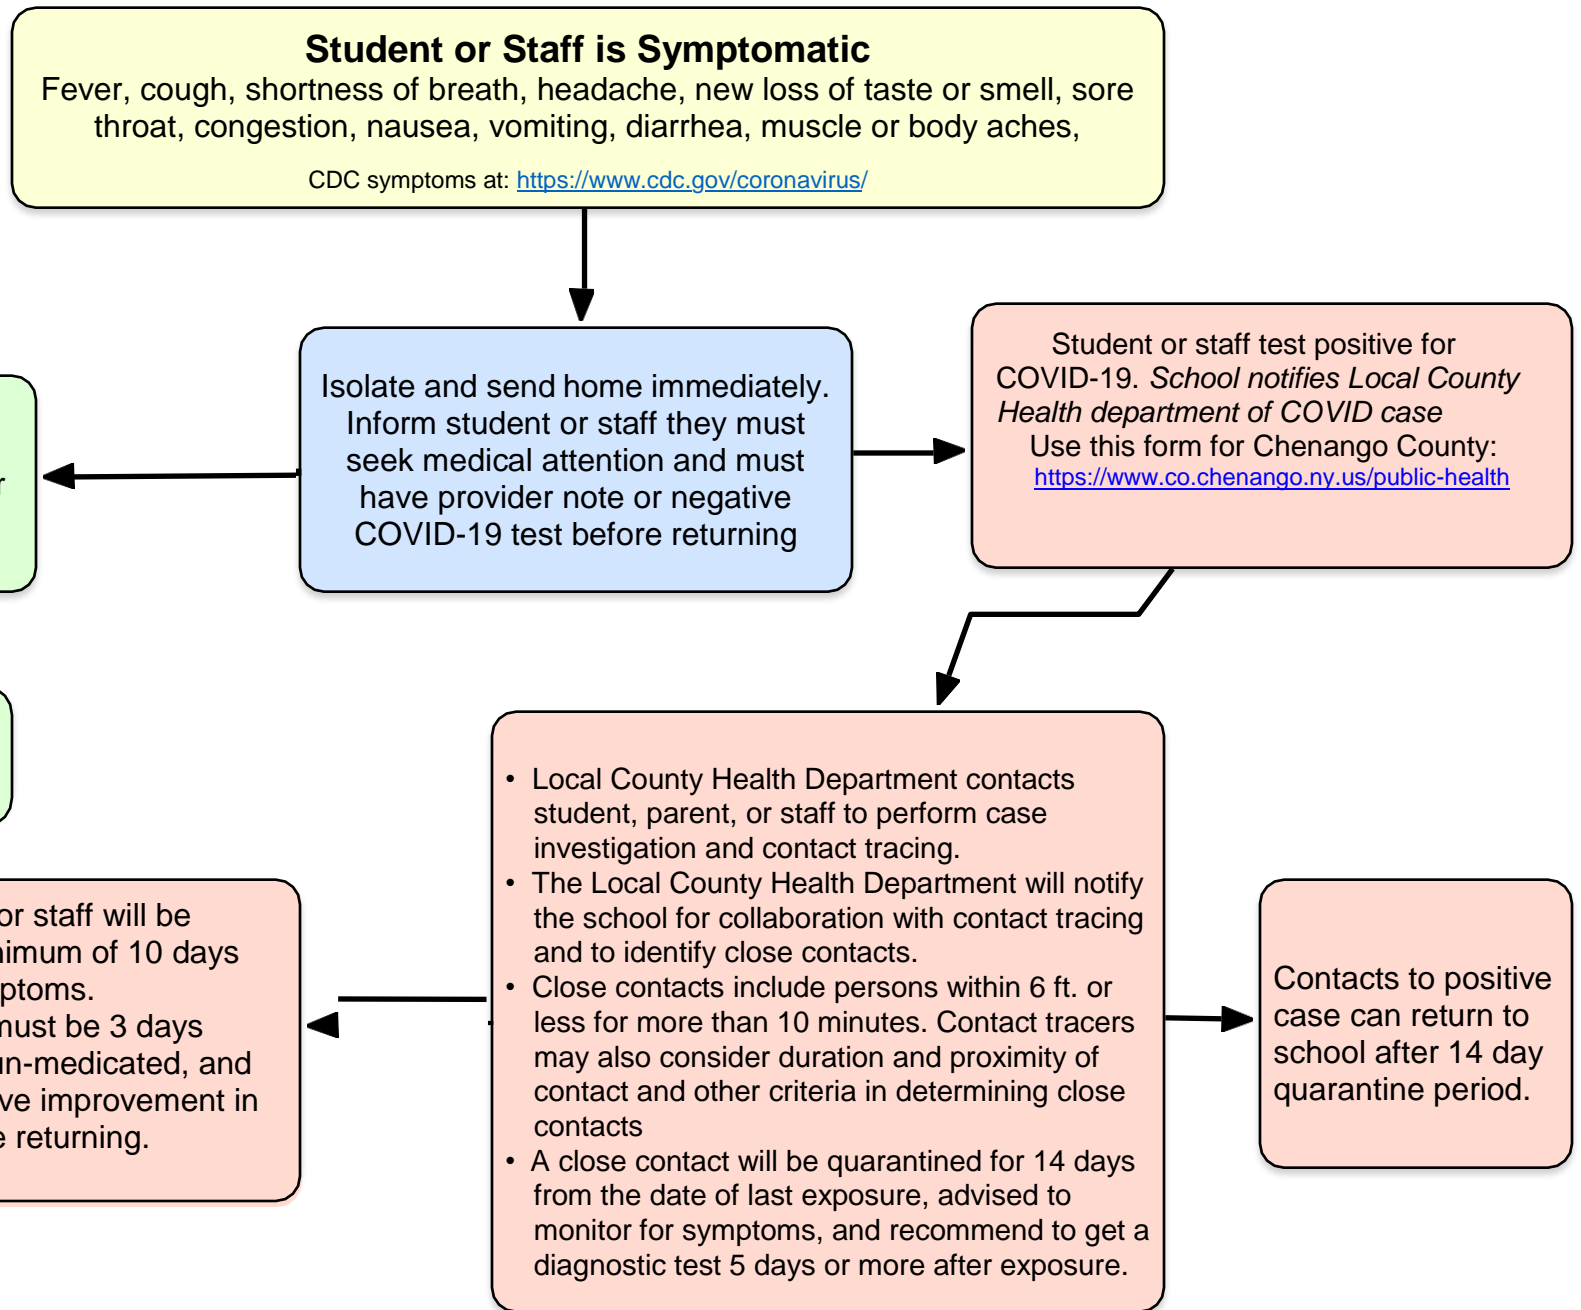 Student or Staff is Symptomatic
Fever, cough, shortness of breath, headache, new loss of taste or smell, sore
throat, congestion, nausea, vomiting, diarrhea, muscle or body aches,
CDC symptoms at: https://www.cdc.gov/coronavirus/
Isolate and send home immediately.
Inform student or staff they must
seek medical attention and must
have provider note or negative
COVID-19 test before returning
Student or staff test positive for
COVID-19. School notifies Local County
Health department of COVID case
Use this form for Chenango County:
https://www.co.chenango.ny.us/public-health
• Local County Health Department contacts
student, parent, or staff to perform case
investigation and contact tracing.
• The Local County Health Department will notify
the school for collaboration with contact tracing
and to identify close contacts.
• Close contacts include persons within 6 ft. or
less for more than 10 minutes. Contact tracers
may also consider duration and proximity of
contact and other criteria in determining close
contacts
• A close contact will be quarantined for 14 days
from the date of last exposure, advised to
monitor for symptoms, and recommend to get a
diagnostic test 5 days or more after exposure.
or staff will be
of 10 days
must be 3 days
un-medicated, and
improvement in
returning.
Contacts to positive
case can return to
school after 14 day
quarantine period.